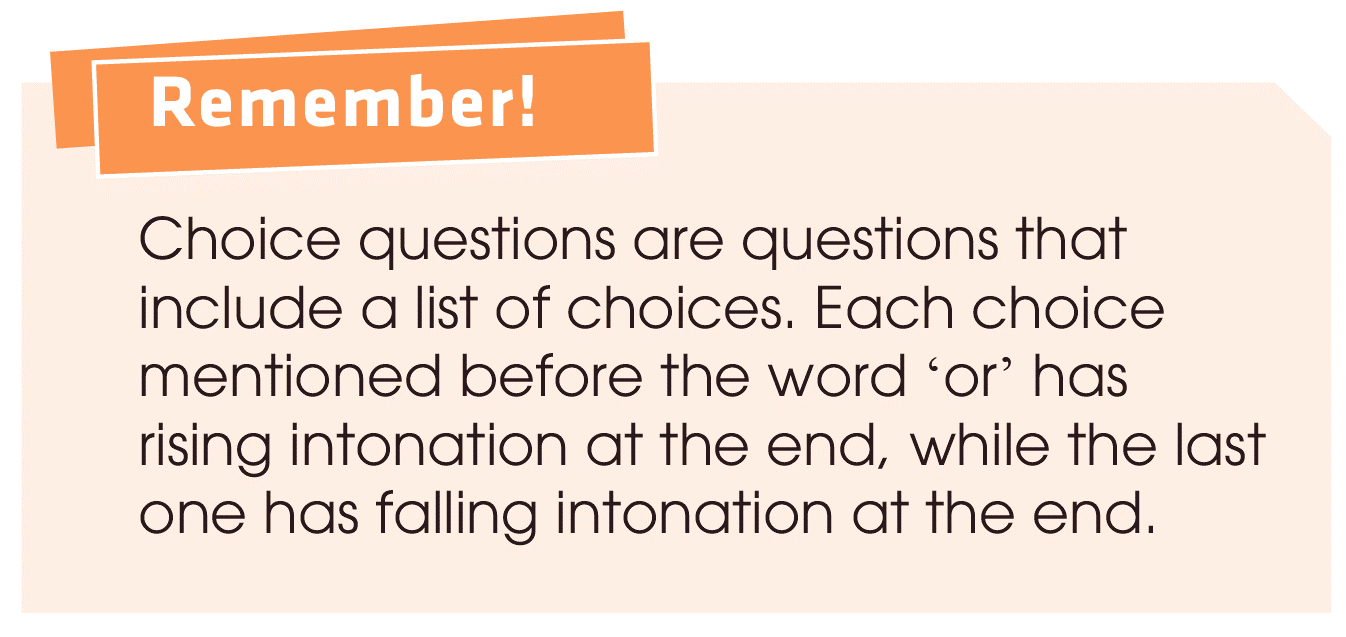 Remember!
Choice questions are questions that
include a list of choices. Each choice
mentioned before the word ‘or’ has
rising intonation at the end, while the last
one has falling intonation at the end.